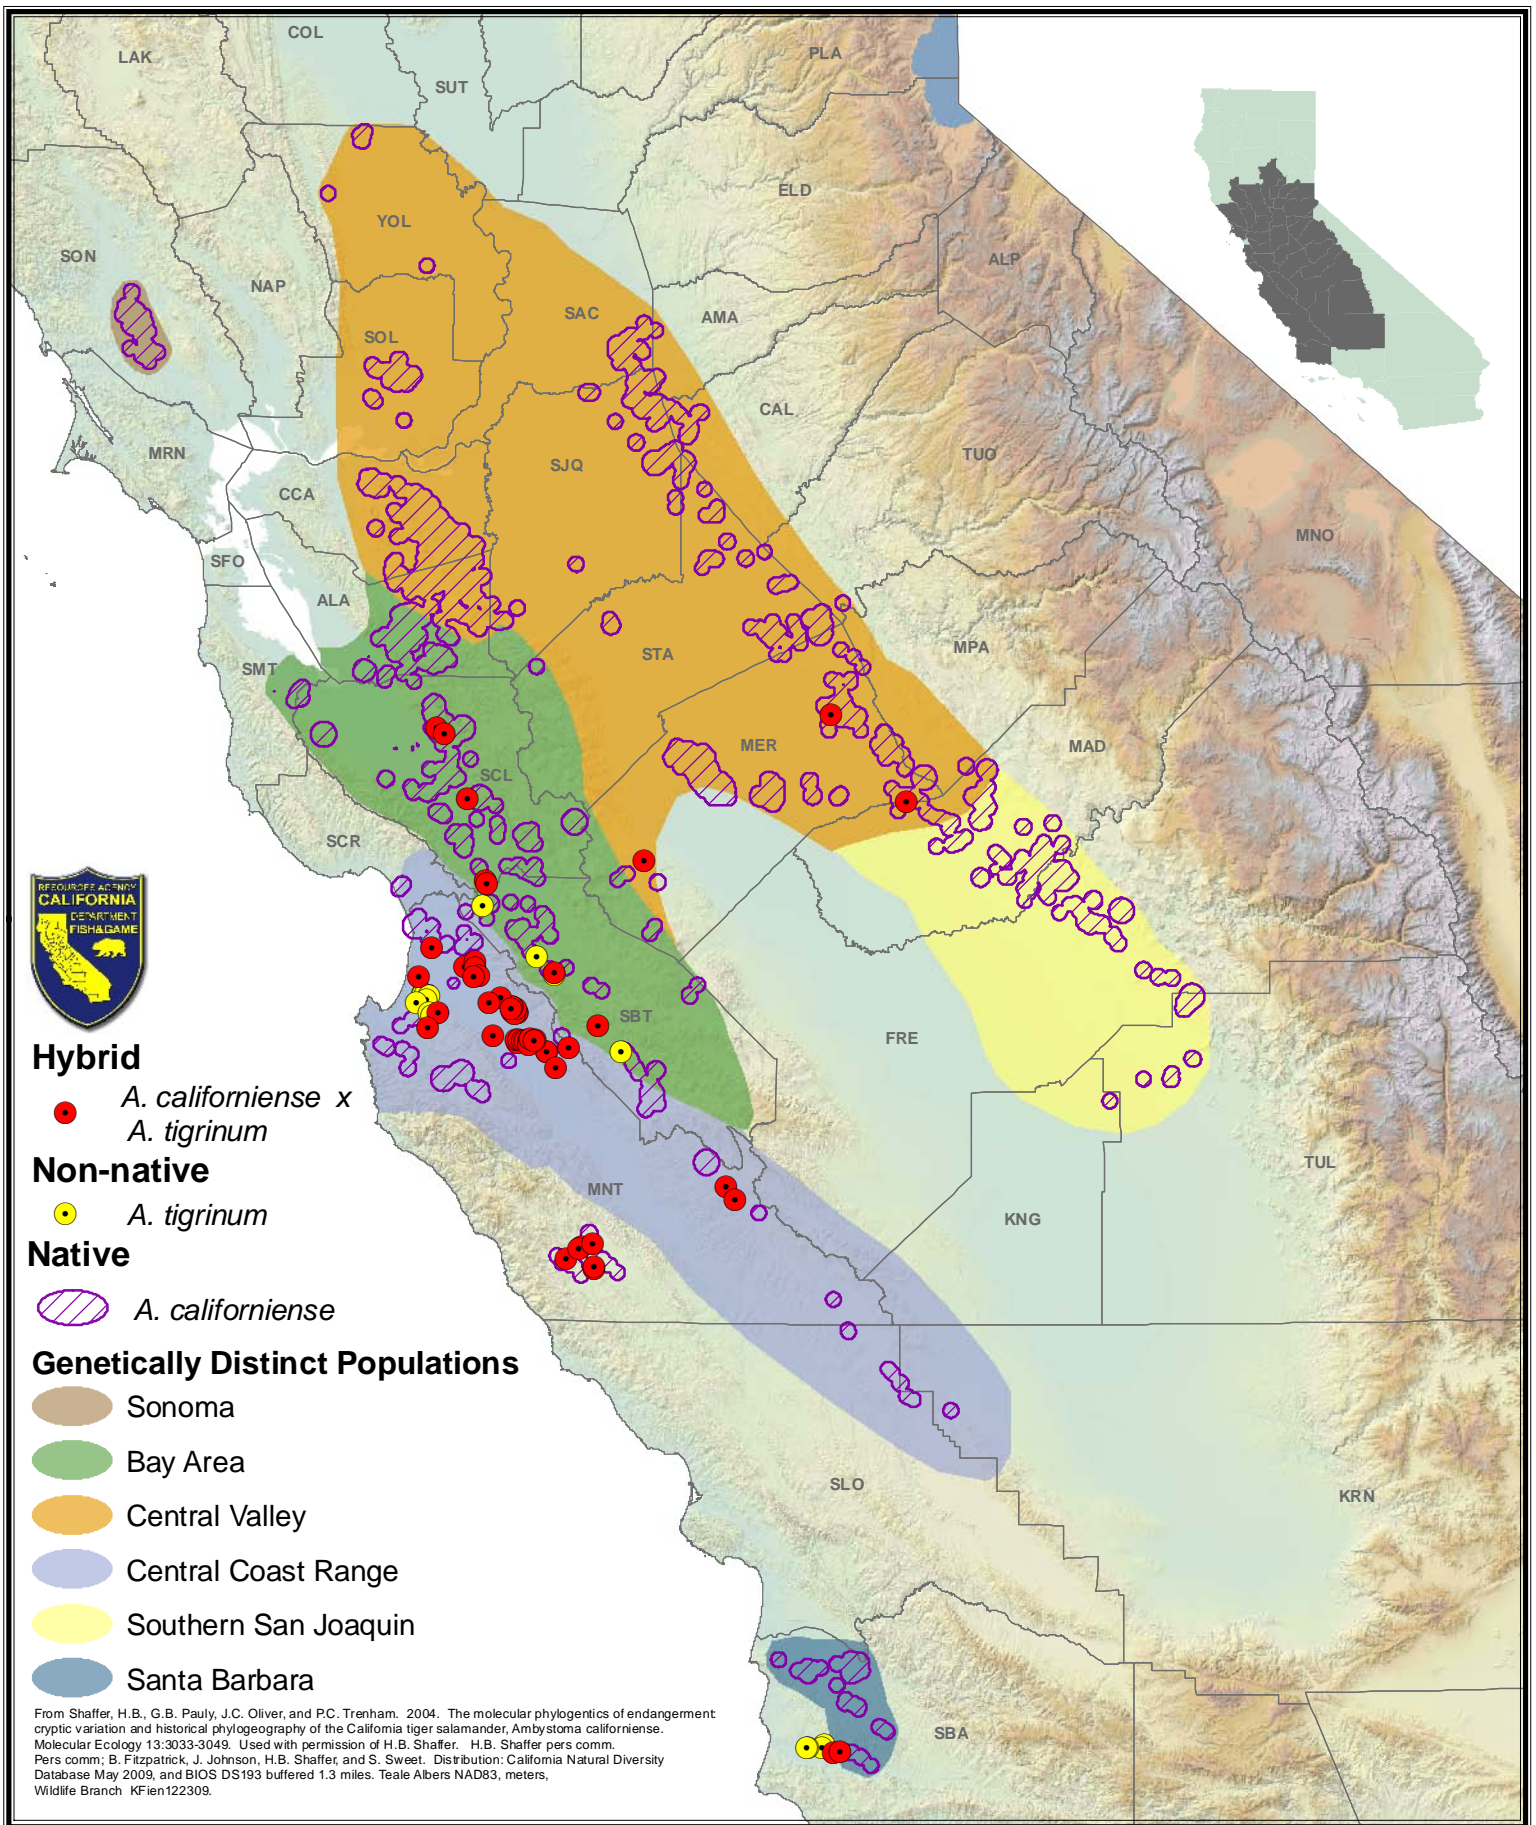 COL
LAK
PLA
SUT
ELD
YOL
SON
ALP
NAP
SAC
AMA
SOL
CAL
MRN
TUO
SJQ
CCA
MNO
SFO
ALA
MPA
STA
SMT
MER
MAD
SCL
SCR
RESOURCES AGENCY
CALIFORNIA
DEPARTMENT
FISH&GAME
SBT
FRE
Hybrid
A. californiense x
A. tigrinum
Non-native
A. tigrinum
Native
A. californiense
TUL
MNT
KNG
Genetically Distinct Populations
Sonoma
Bay Area
Central Valley
Central Coast Range
Southern San Joaquin
Santa Barbara
SLO
KRN
SBA
From Shaffer, H.B., G.B. Pauly, J.C. Oliver, and P.C. Trenham. 2004. The molecular phylogentics of endangerment:
cryptic variation and historical phylogeography of the California tiger salamander, Ambystoma californiense.
Molecular Ecology 13:3033-3049. Used with permission of H.B. Shaffer. H.B. Shaffer pers comm.
Pers comm; B. Fitzpatrick, J. Johnson, H.B. Shaffer, and S. Sweet. Distribution: California Natural Diversity
Database May 2009, and BIOS DS193 buffered 1.3 miles. Teale Albers NAD83, meters,
Wildlife Branch KFien122309.